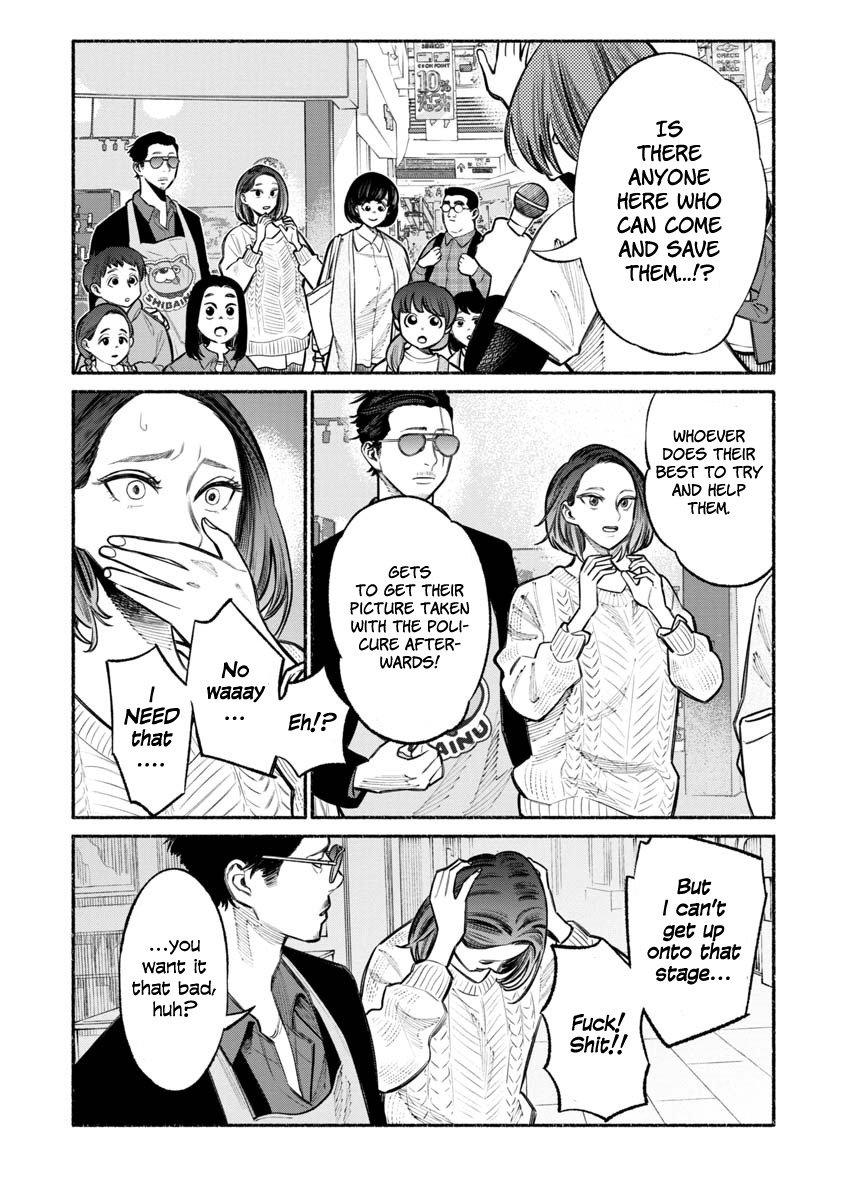 IS
THERE
ANYONE
HERE WHO
CAN COME
AND SAVE
THEM...!?
10%
SHIBAINU
WHOEVER
DOES THEIR
BEST TO TRY
AND HELP
THEM.
GETS
TO GET THEIR
PICTURE TAKEN
WITH THE POLI-
CURE AFTER-
WARDS!
AINU
Eh!?
No
waaay
...
I
NEED
that
....
But
I can't
get up
onto that
stage...
Fuck!
Shit!!
...you
want it
that bad,
huh?